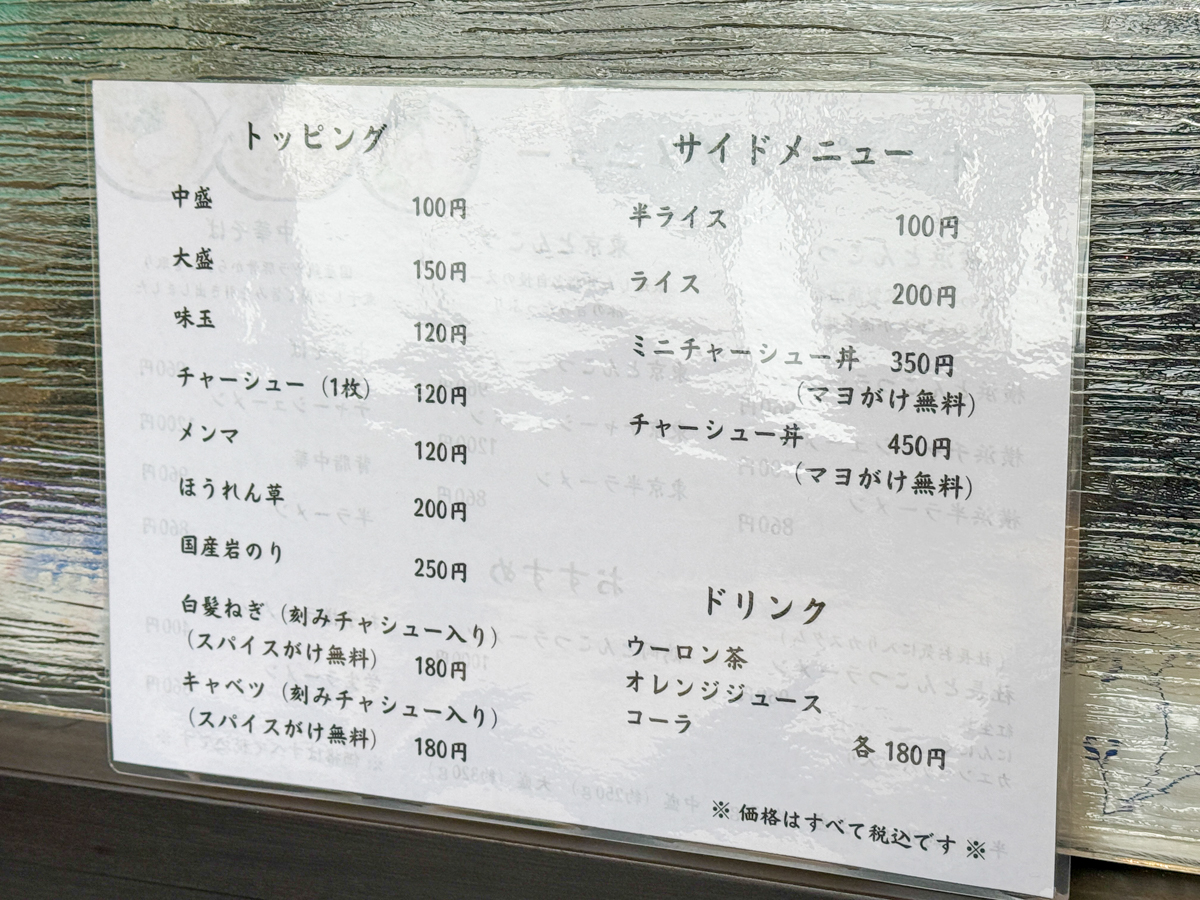 トッピング
中盛 100円
大盛 150円
味玉 120円
チャーシュー（1枚） 120円
メンマ 120円
ほうれん草 200円
国産岩のり 250円
白髪ねぎ（刻みチャシュー入り）
（スパイスがけ無料） 180円
キャベツ（刻みチャシュー入り）
（スパイスがけ無料） 180円
サイドメニュー
半ライス 100円
ライス 200円
ミニチャーシュー丼 350円
（マヨがけ無料）
チャーシュー丼 450円
（マヨがけ無料）
ドリンク
ウーロン茶
オレンジジュース
コーラ
各 180円
※ 価格はすべて税込です ※